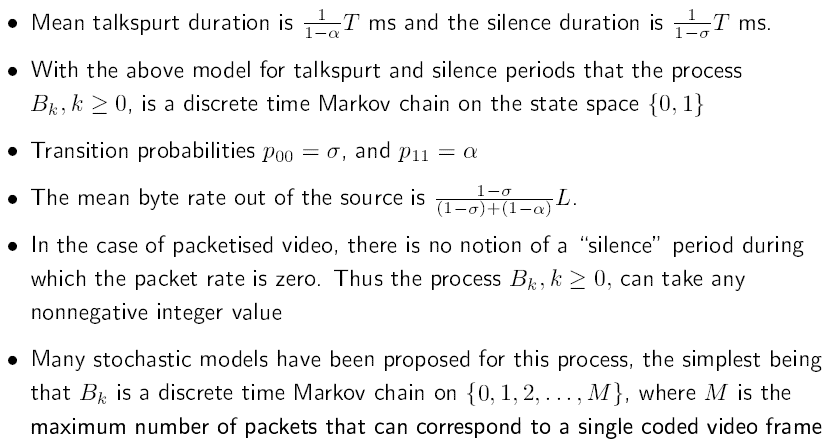 • Mean talkspurt duration is $\frac{1}{1-\alpha}T$ ms and the silence duration is $\frac{1}{1-\sigma}T$ ms.
• With the above model for talkspurt and silence periods that the process
$B_k, k \geq 0$, is a discrete time Markov chain on the state space $\{0, 1\}$
• Transition probabilities $p_{00} = \sigma$, and $p_{11} = \alpha$
• The mean byte rate out of the source is $\frac{1-\sigma}{(1-\sigma)+(1-\alpha)}L$.
• In the case of packetised video, there is no notion of a “silence” period during
which the packet rate is zero. Thus the process $B_k, k \geq 0$, can take any
nonnegative integer value
• Many stochastic models have been proposed for this process, the simplest being
that $B_k$ is a discrete time Markov chain on $\{0, 1, 2, \ldots, M\}$, where $M$ is the
maximum number of packets that can correspond to a single coded video frame